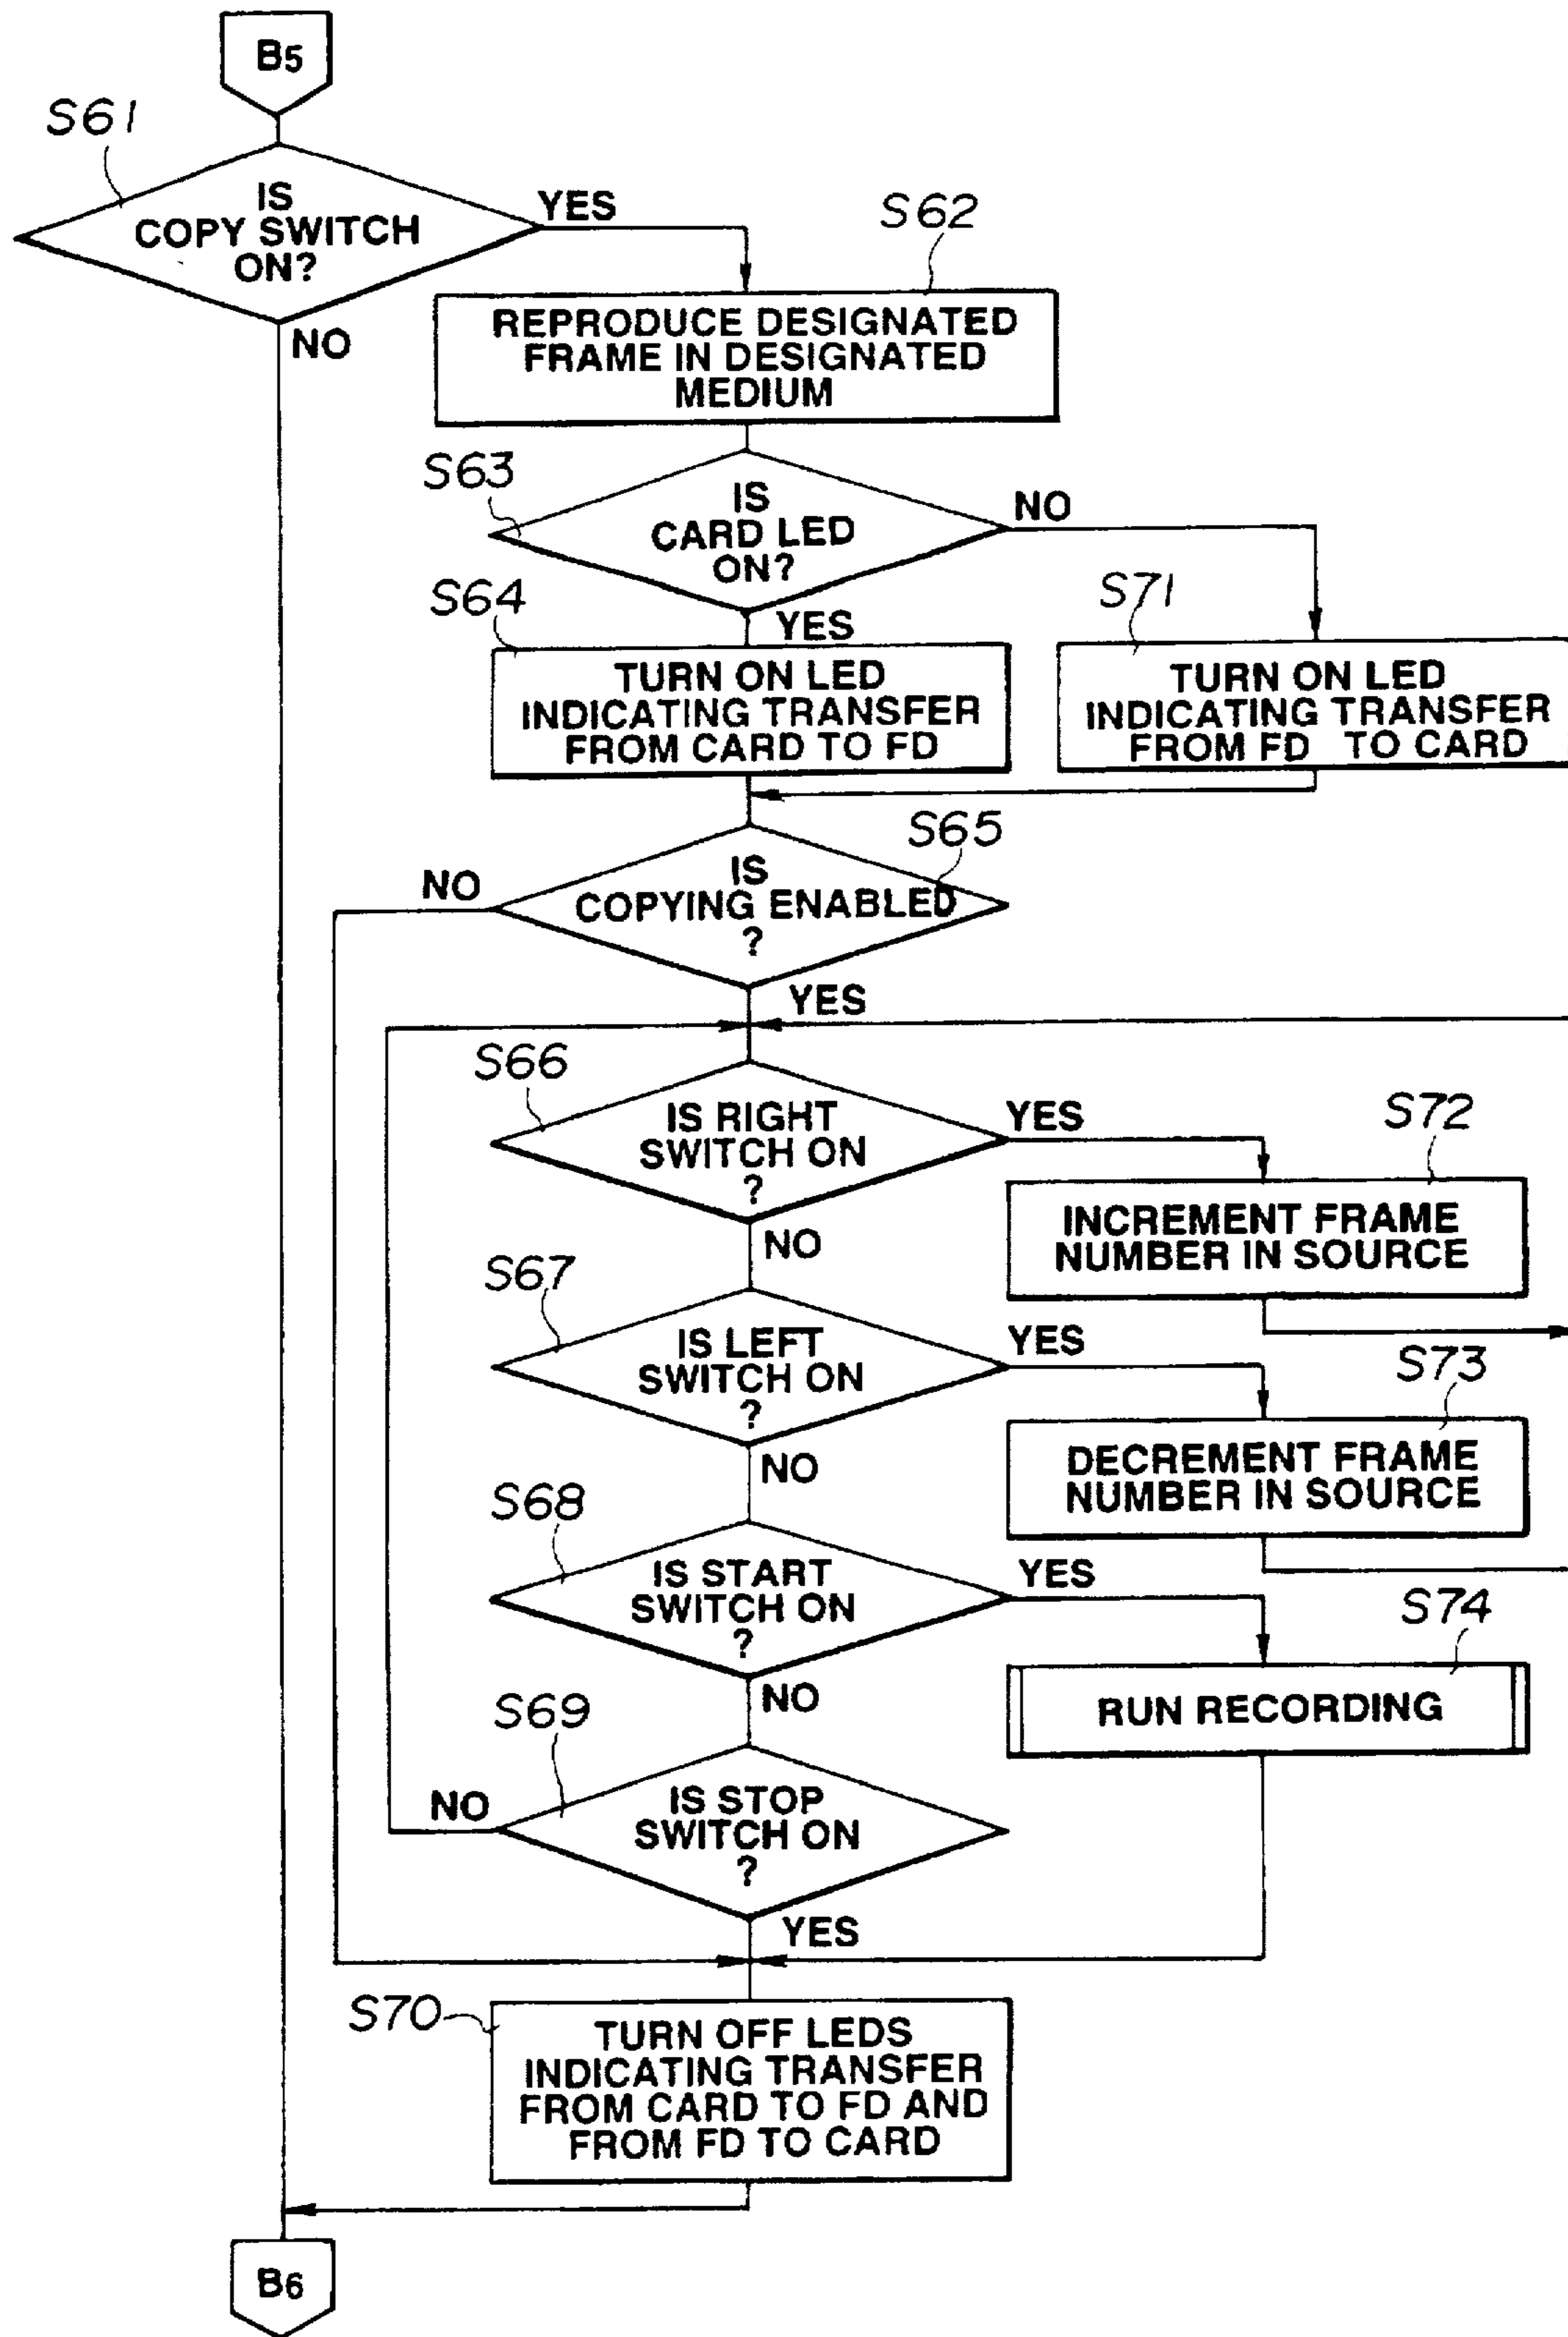 B5
S61
IS
COPY SWITCH
ON?
YES
NO
S62
REPRODUCE DESIGNATED
FRAME IN DESIGNATED
MEDIUM
S63
IS
CARD LED
ON?
NO
YES
S64
TURN ON LED
INDICATING TRANSFER
FROM CARD TO FD
S71
TURN ON LED
INDICATING TRANSFER
FROM FD TO CARD
S65
IS
COPYING ENABLED
?
NO
YES
S66
IS RIGHT
SWITCH ON
?
YES
NO
S72
INCREMENT FRAME
NUMBER IN SOURCE
S67
IS LEFT
SWITCH ON
?
YES
NO
S73
DECREMENT FRAME
NUMBER IN SOURCE
S68
IS START
SWITCH ON
?
YES
NO
S74
RUN RECORDING
S69
IS STOP
SWITCH ON
?
NO
YES
S70
TURN OFF LEDS
INDICATING TRANSFER
FROM CARD TO FD AND
FROM FD TO CARD
B6